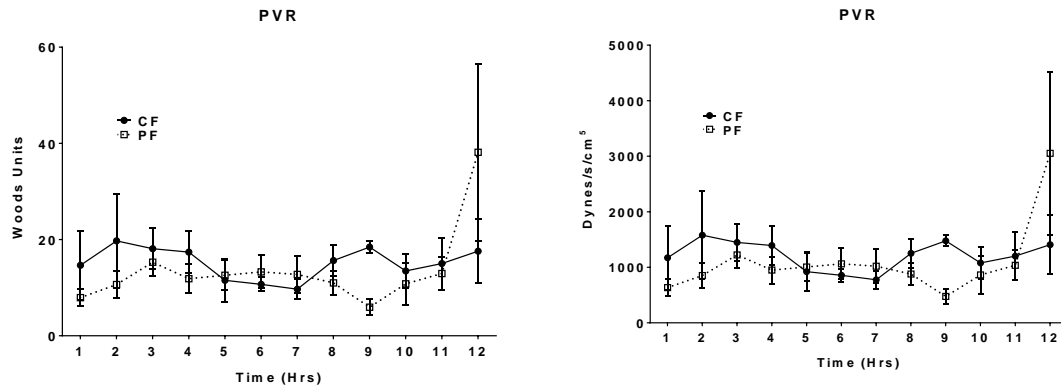 PVR
60
40
20
0
Woods Units
CF
PF
1 2 3 4 5 6 7 8 9 10 11 12
Time (Hrs)
PVR
5000
4000
3000
2000
1000
0
Dynes/s/cm⁵
CF
PF
1 2 3 4 5 6 7 8 9 10 11 12
Time (Hrs)